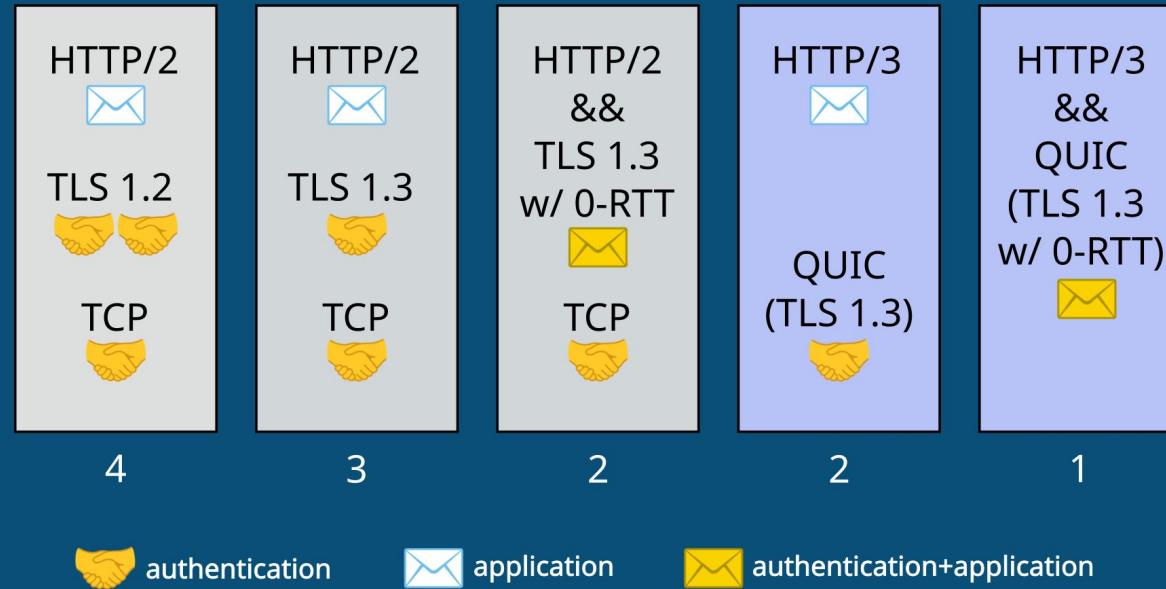 HTTP/2
TLS 1.2
TCP
4
HTTP/2
TLS 1.3
TCP
3
HTTP/2
&&
TLS 1.3
w/ 0-RTT
TCP
2
HTTP/3
QUIC
(TLS 1.3)
2
HTTP/3
&&
QUIC
(TLS 1.3
w/ 0-RTT)
1
authentication
application
authentication+application